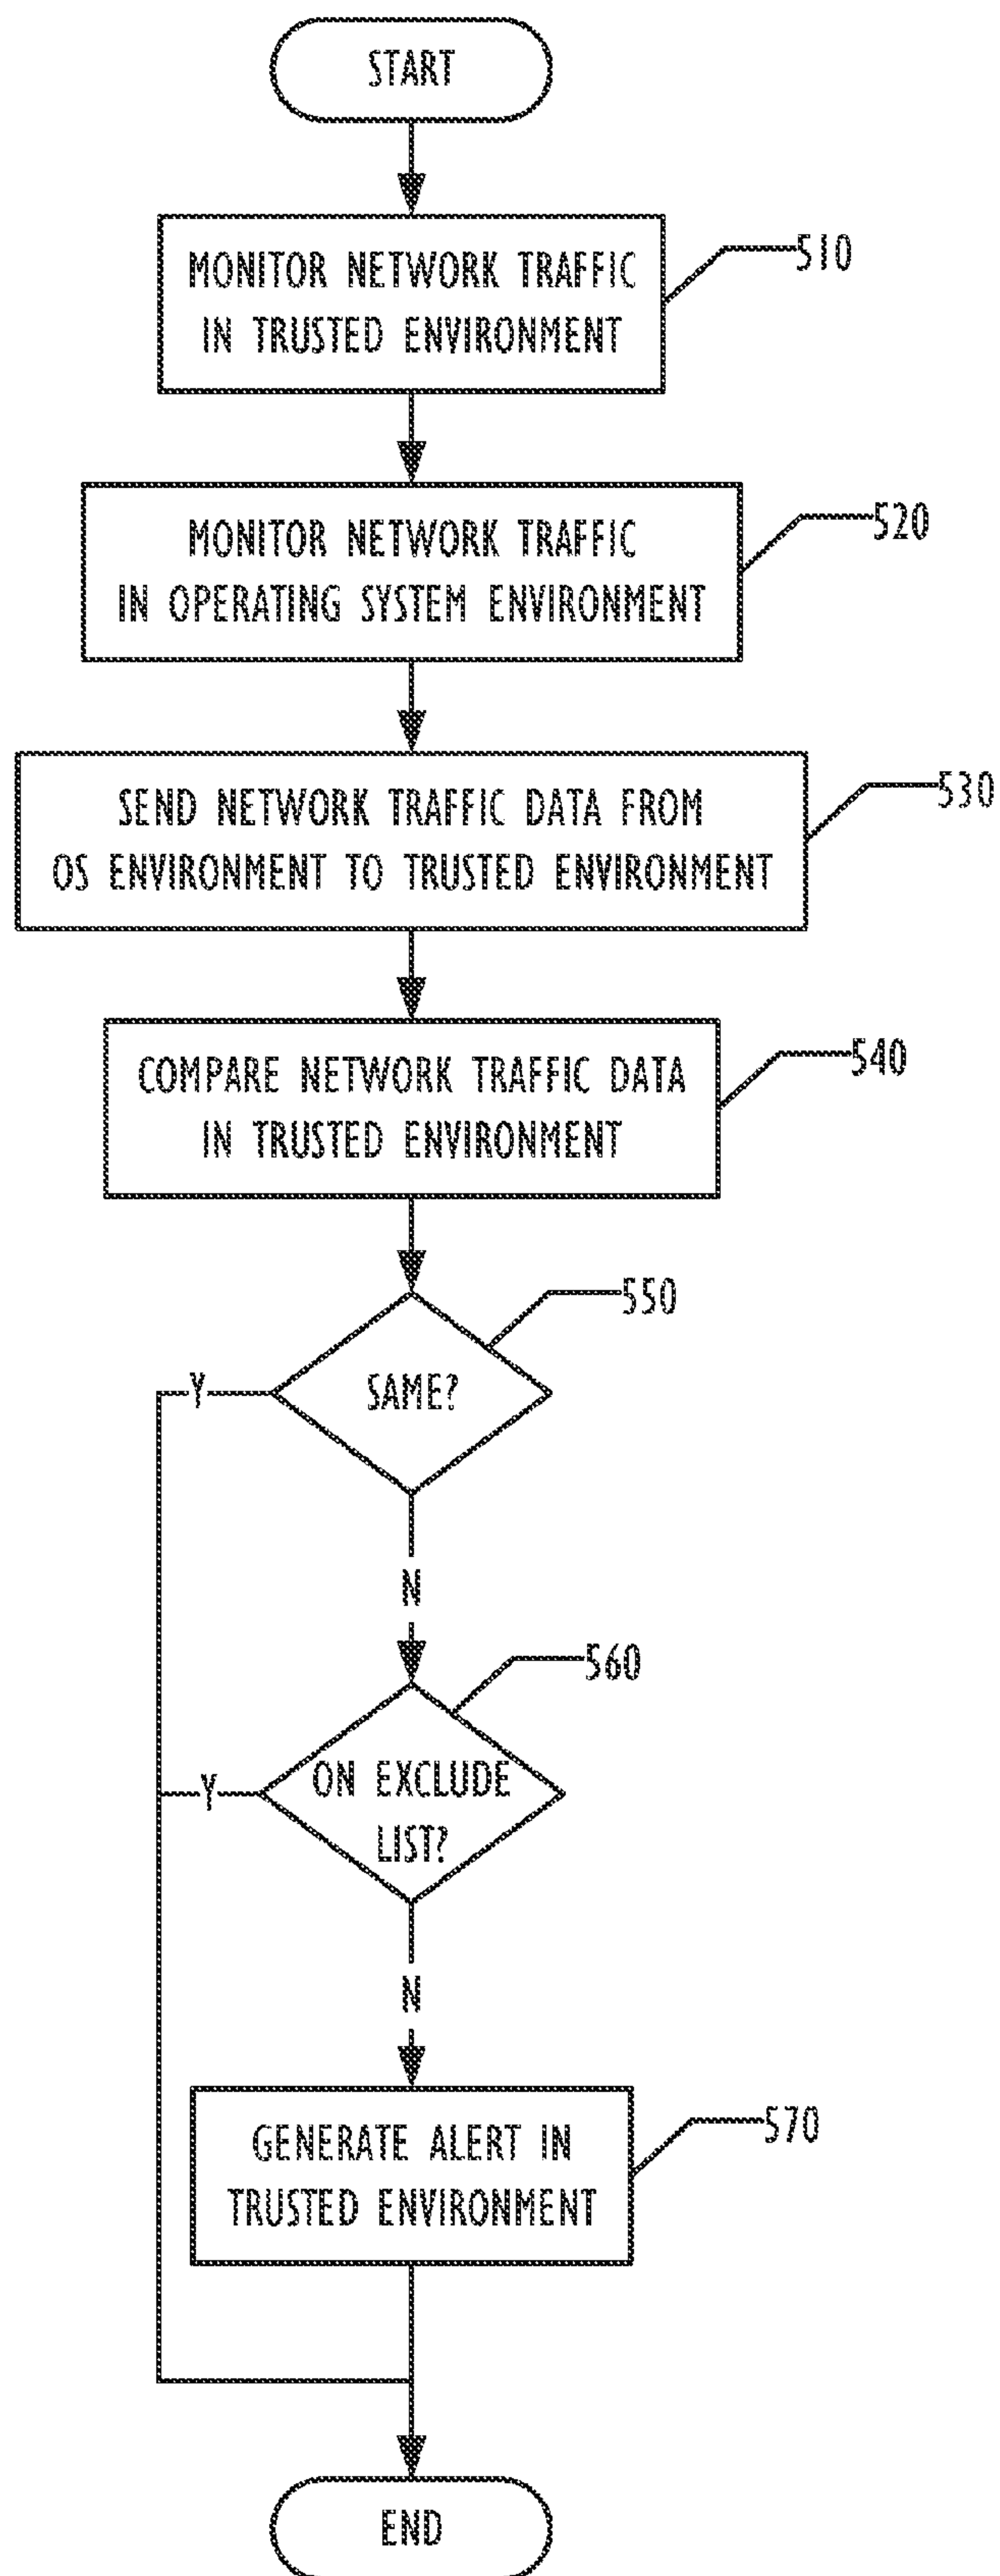 START
MONITOR NETWORK TRAFFIC
IN TRUSTED ENVIRONMENT
510
MONITOR NETWORK TRAFFIC
IN OPERATING SYSTEM ENVIRONMENT
520
SEND NETWORK TRAFFIC DATA FROM
OS ENVIRONMENT TO TRUSTED ENVIRONMENT
530
COMPARE NETWORK TRAFFIC DATA
IN TRUSTED ENVIRONMENT
540
550
Y
SAME?
N
560
Y
ON EXCLUDE
LIST?
N
GENERATE ALERT IN
TRUSTED ENVIRONMENT
570
END